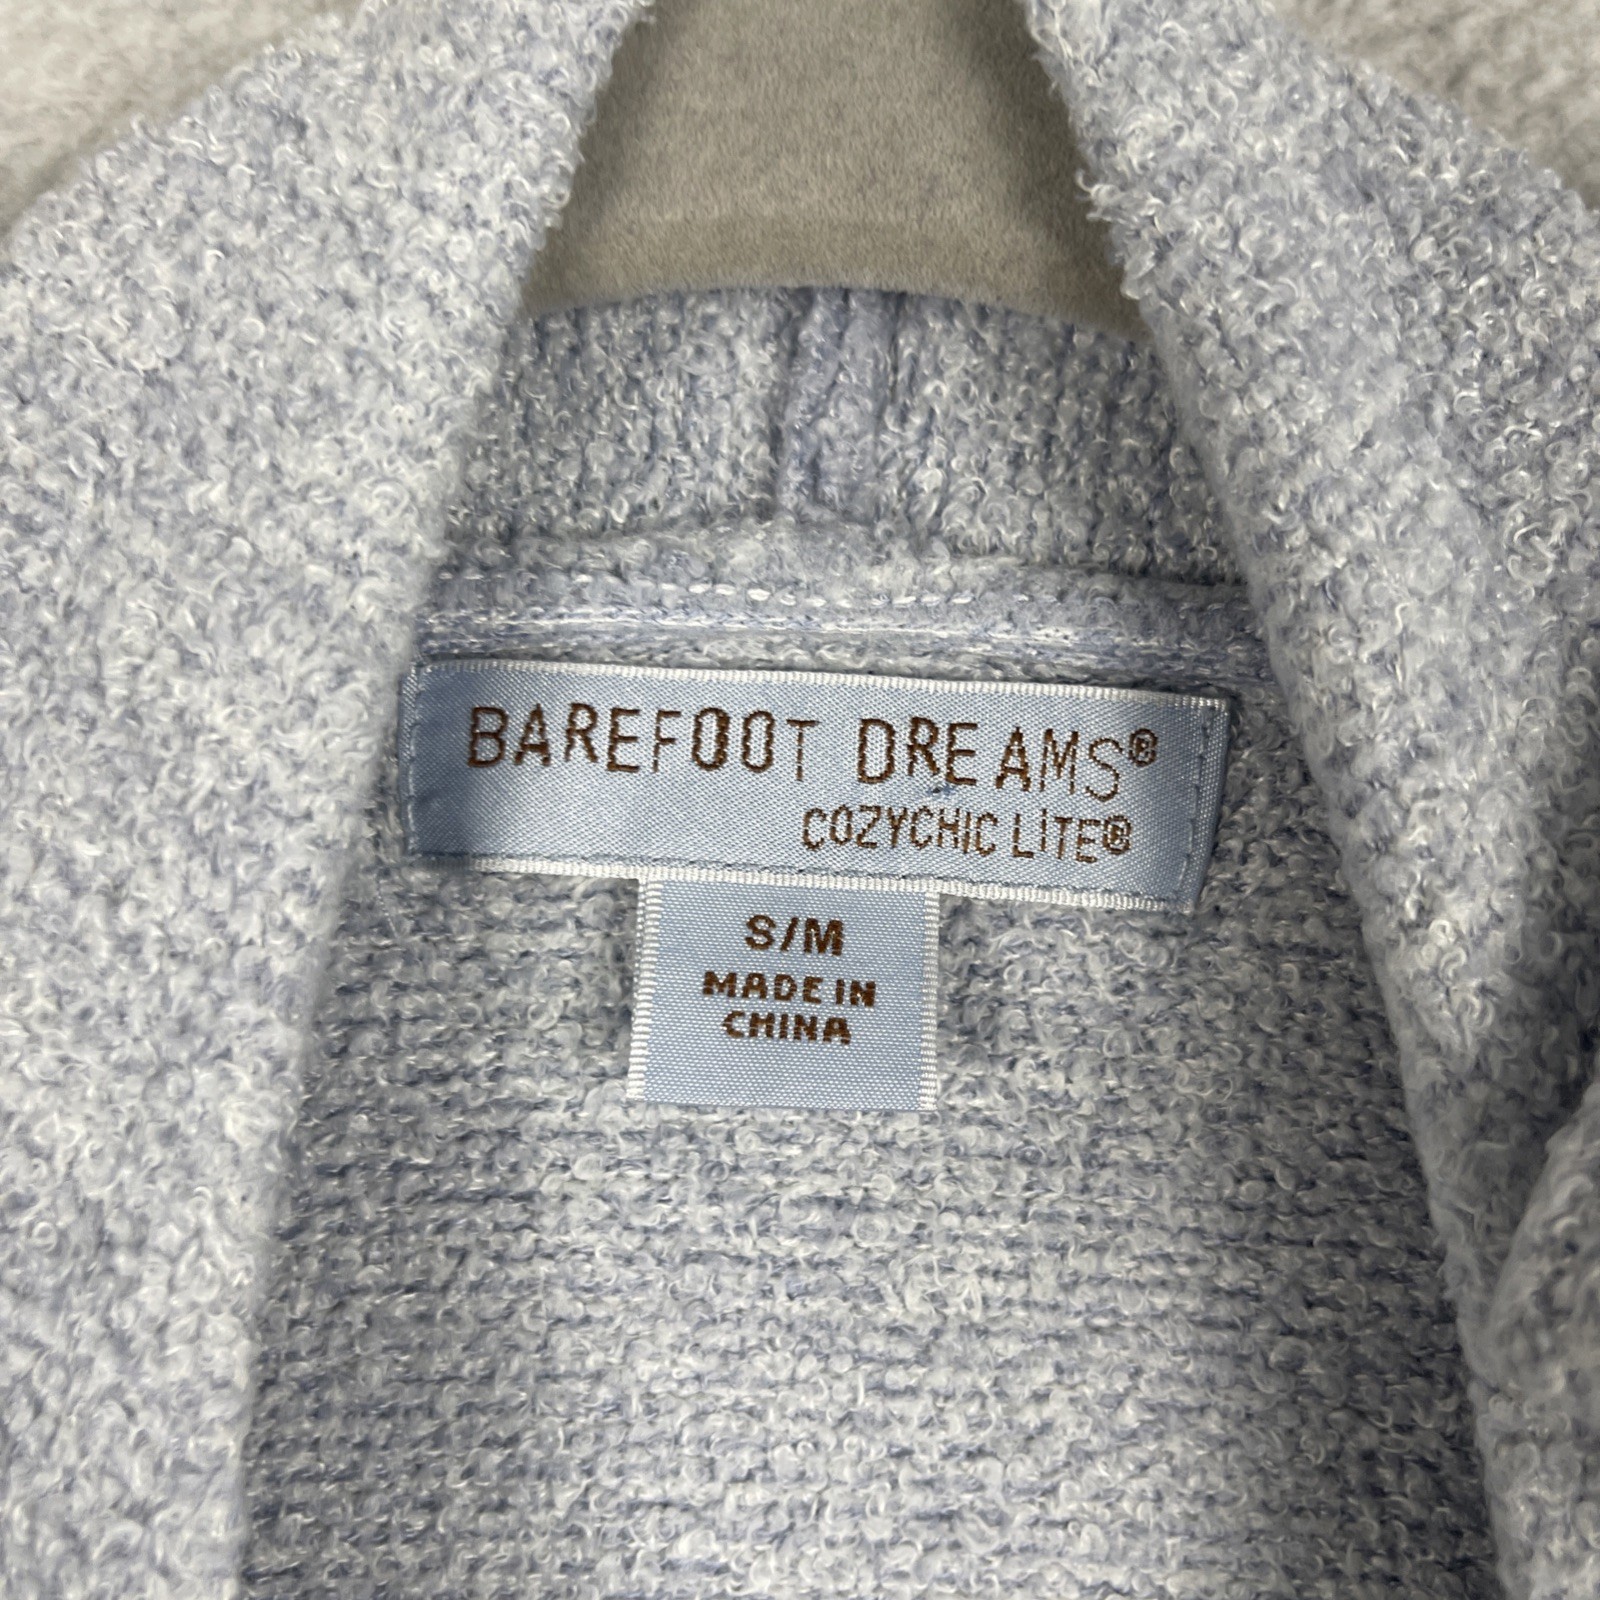 BAREFOOT DREAMS®
COZYCHIC LITE®
S/M
MADE IN
CHINA